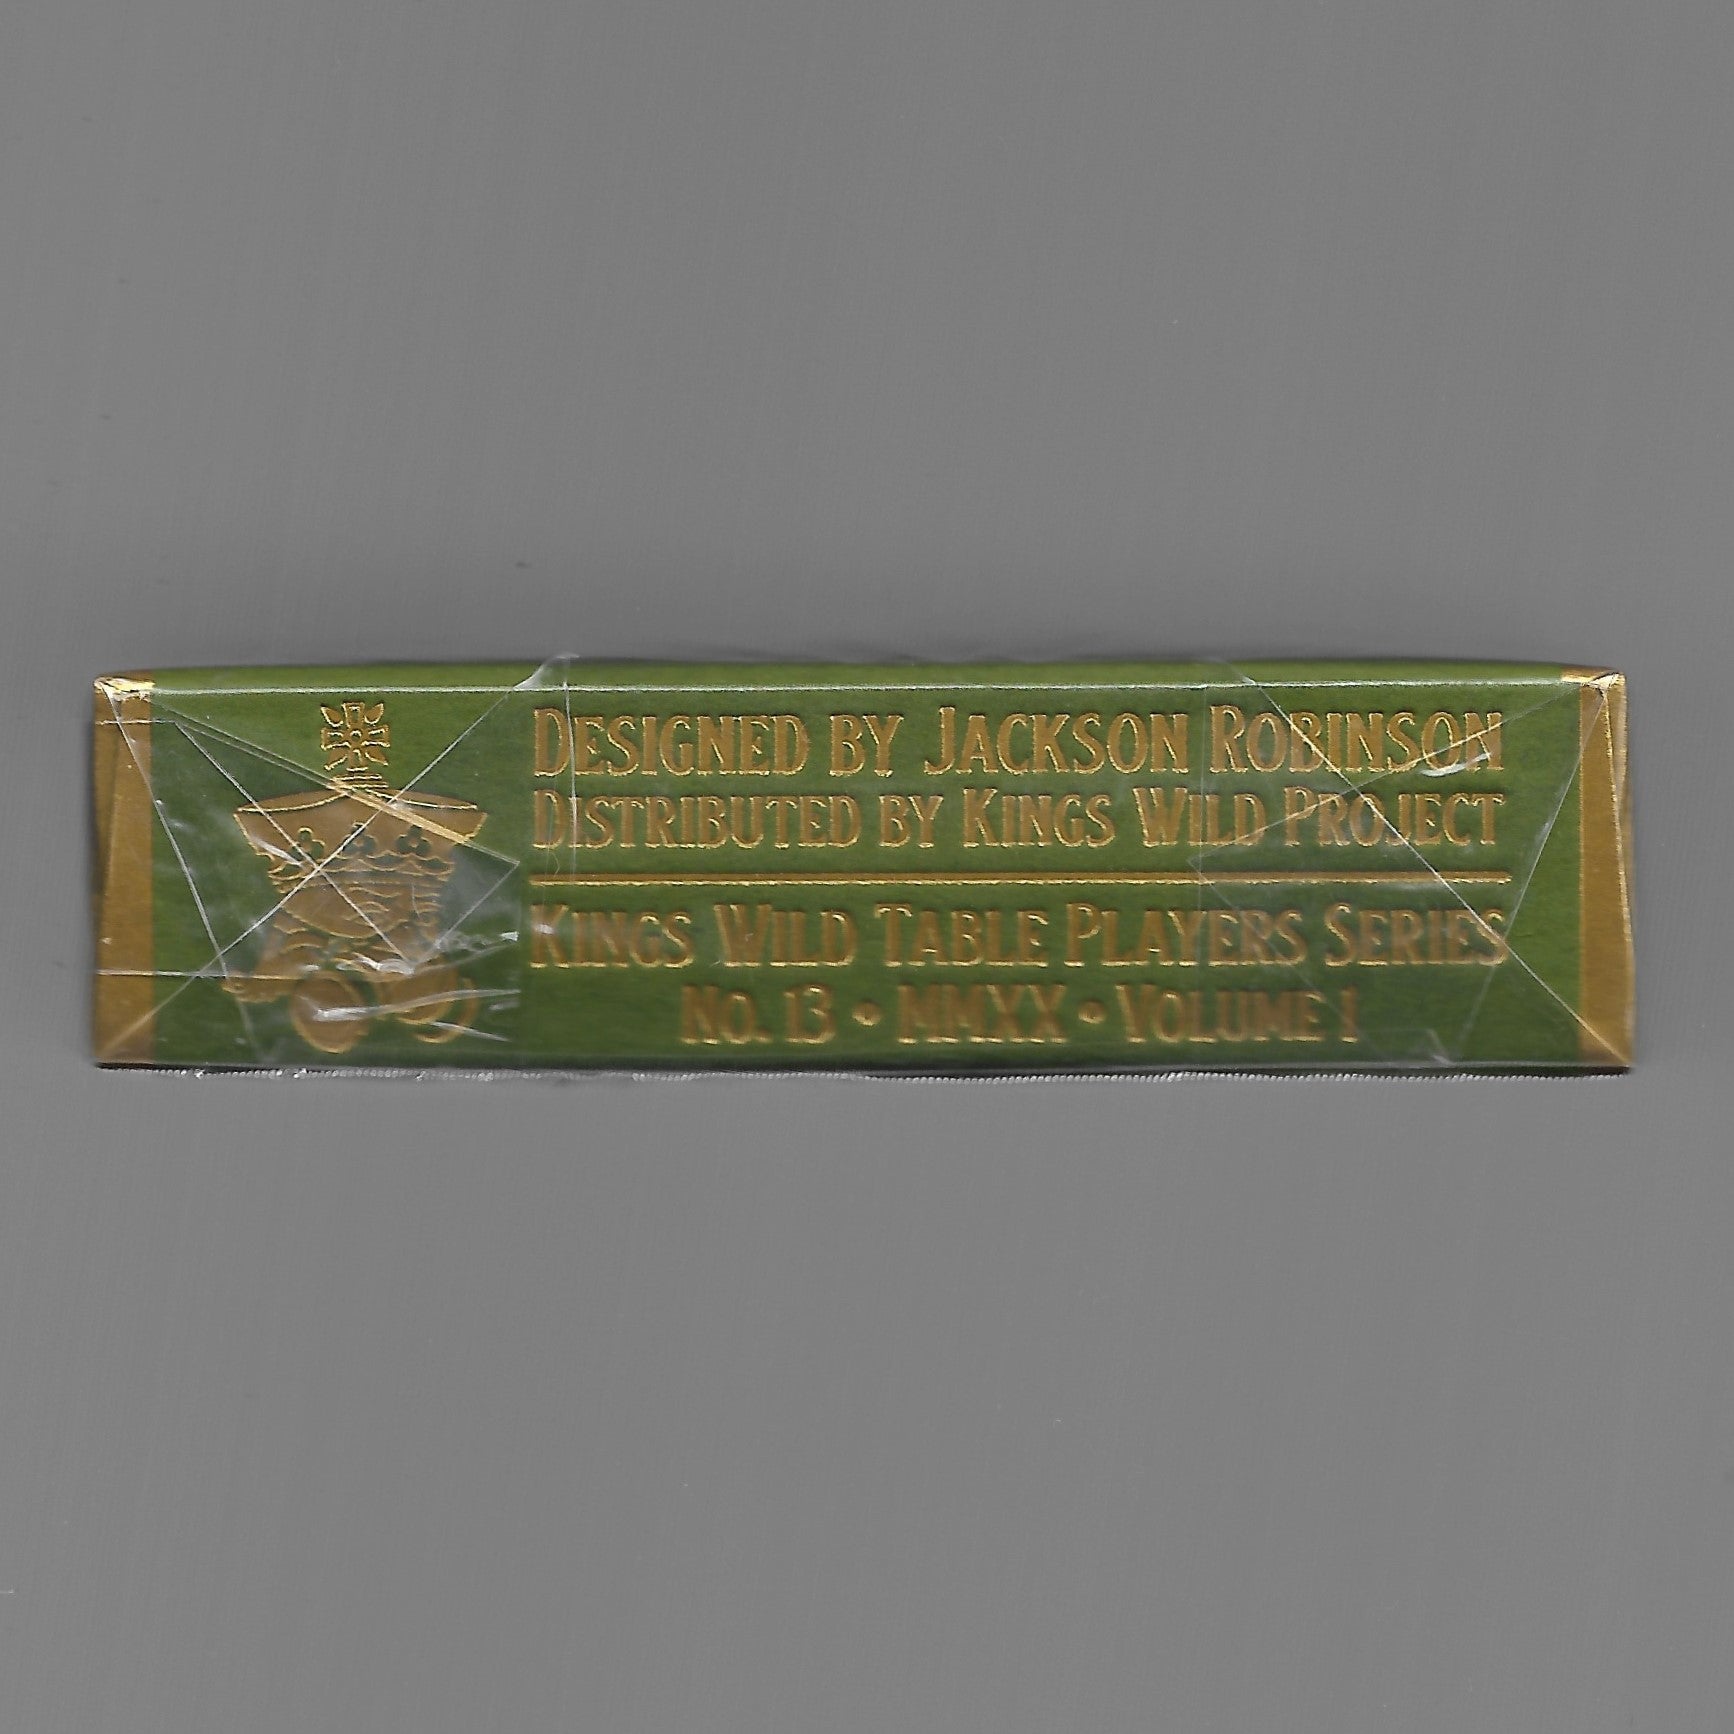 Designed by Jackson Robinson
Distributed by Kings Wild Project
Kings Wild Table Players Series
No. 13 • MMXX • Volume 1